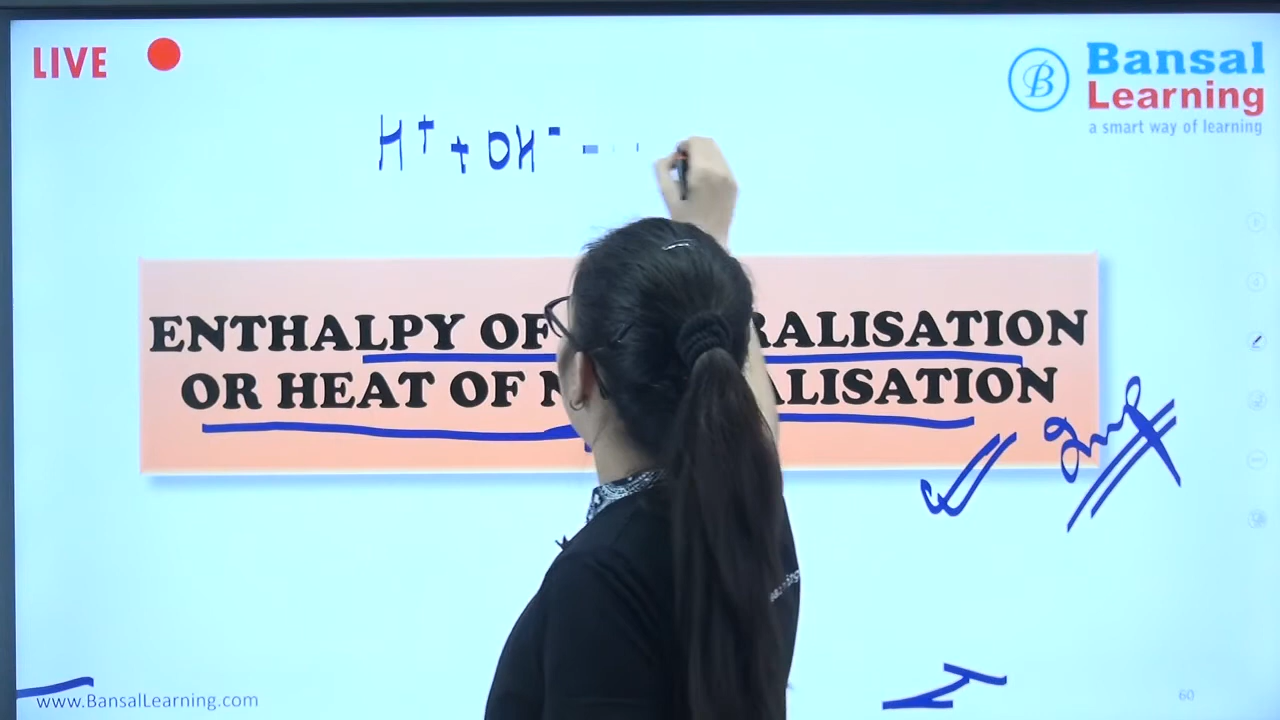 LIVE
Bansal
Learning
a smart way of learning
H⁺ + OH⁻ -
ENTHALPY OF RALISATION
OR HEAT OF N ALISATION
Imp
www.BansalLearning.com
60